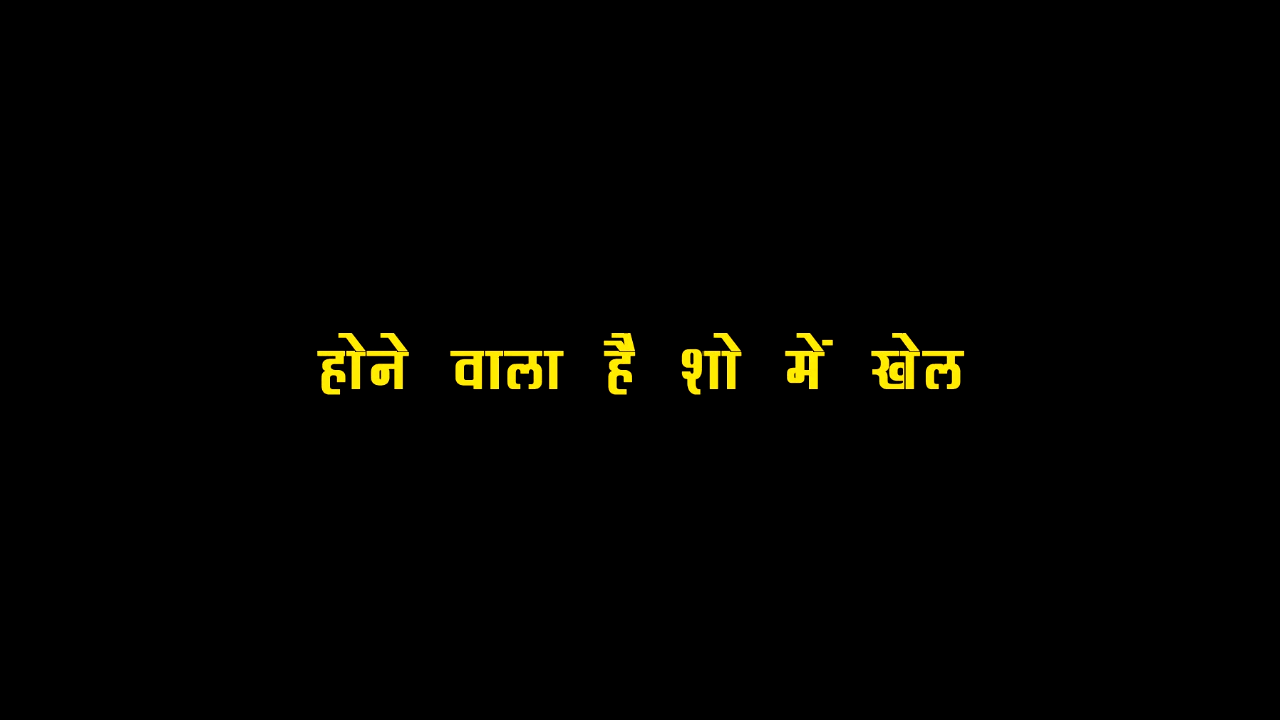 होने वाला है शो में खेल